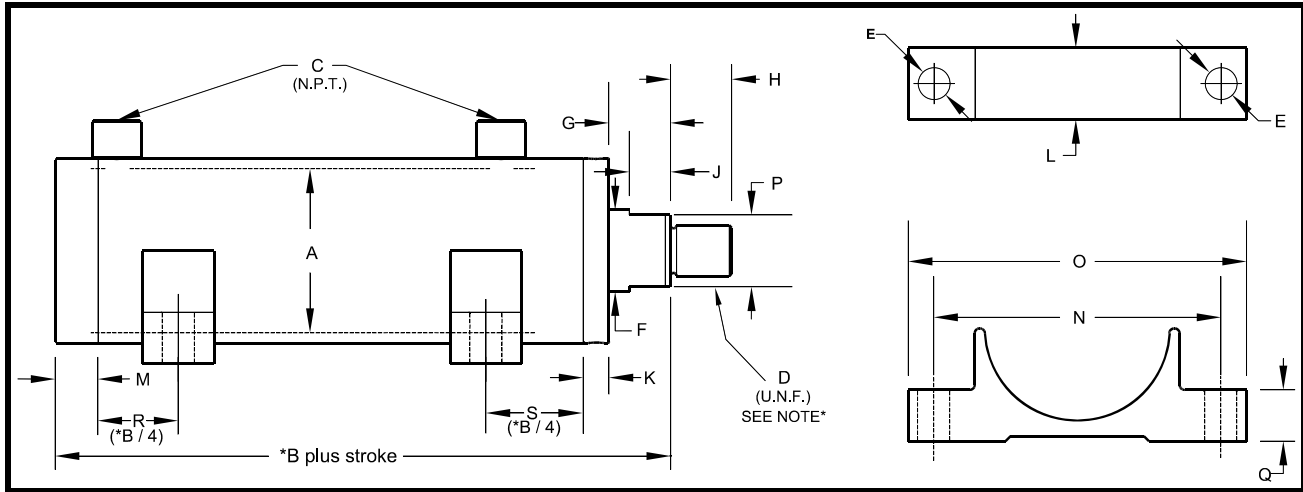 C
(N.P.T.)
G
H
J
P
A
F
M
K
R
(*B / 4)
S
(*B / 4)
D
(U.N.F.)
SEE NOTE*
*B plus stroke
E
E
L
O
N
Q